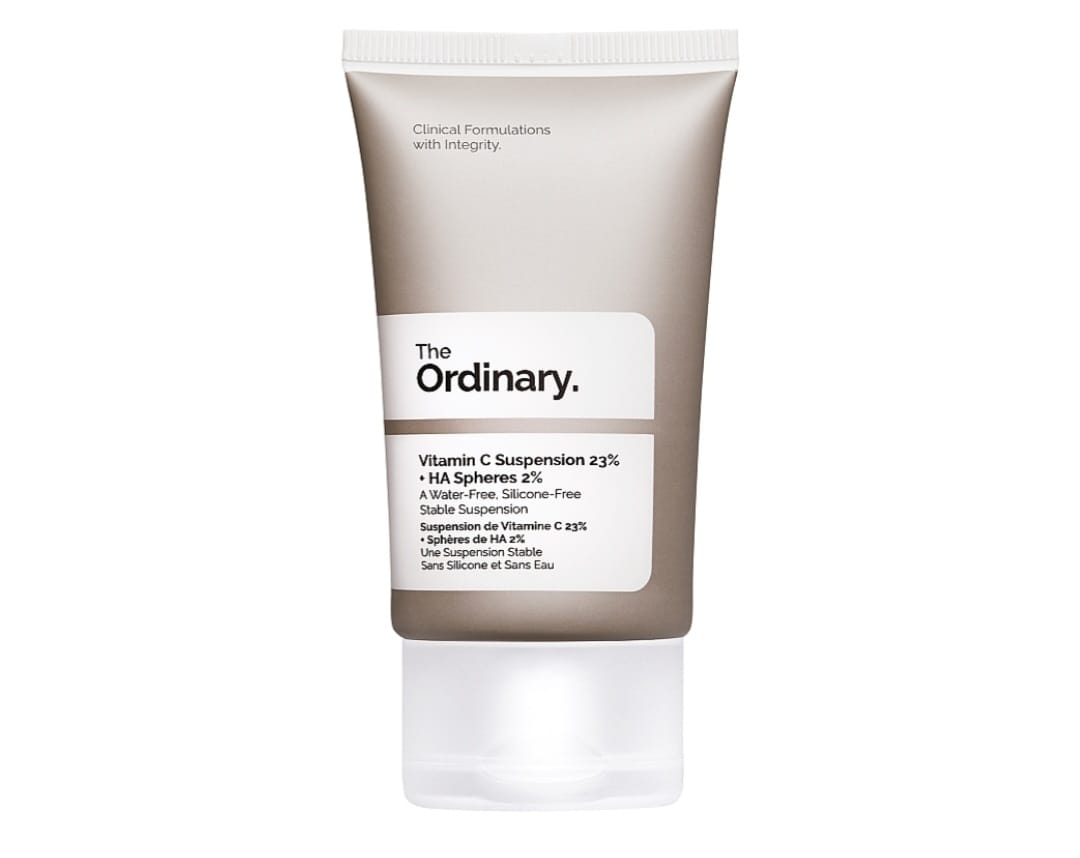 Clinical Formulations
with Integrity.
The
Ordinary.
Vitamin C Suspension 23%
+ HA Spheres 2%
A Water-Free, Silicone-Free
Stable Suspension
Suspension de Vitamine C 23%
+ Sphères de HA 2%
Une Suspension Stable
Sans Silicone et Sans Eau